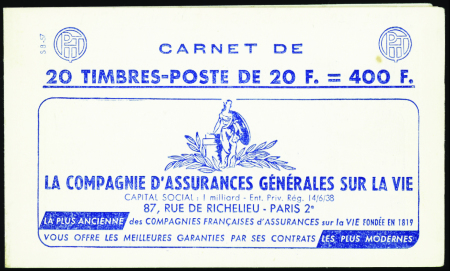 CARNET DE
20 TIMBRES-POSTE DE 20 F. = 400 F.
LA COMPAGNIE D'ASSURANCES GÉNÉRALES SUR LA VIE
CAPITAL SOCIAL : 1 milliard - Ent. Priv. Rég. 14/6/38
87, RUE DE RICHELIEU - PARIS 2e
LA PLUS ANCIENNE des COMPAGNIES FRANÇAISES D'ASSURANCES sur la VIE FONDÉE EN 1819
VOUS OFFRE LES MEILLEURES GARANTIES PAR SES CONTRATS LES PLUS MODERNES